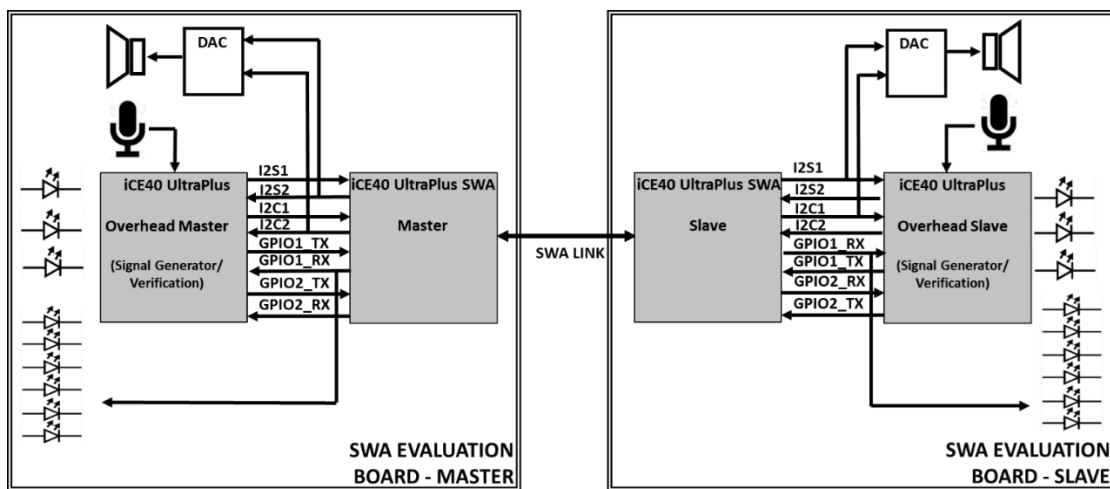 DAC
iCE40 UltraPlus
Overhead Master
(Signal Generator/
Verification)
I2S1
I2S2
I2C1
I2C2
GPIO1_TX
GPIO1_RX
GPIO2_TX
GPIO2_RX
iCE40 UltraPlus SWA
Master
SWA EVALUATION
BOARD - MASTER
SWA LINK
DAC
iCE40 UltraPlus SWA
Slave
I2S1
I2S2
I2C1
I2C2
GPIO1_RX
GPIO1_TX
GPIO2_RX
GPIO2_TX
iCE40 UltraPlus
Overhead Slave
(Signal Generator/
Verification)
SWA EVALUATION
BOARD - SLAVE